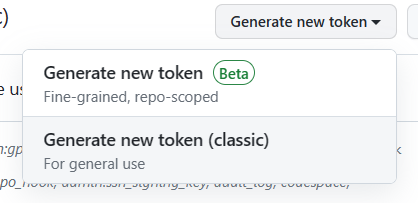 Generate new token
Generate new token Beta
Fine-grained, repo-scoped
Generate new token (classic)
For general use